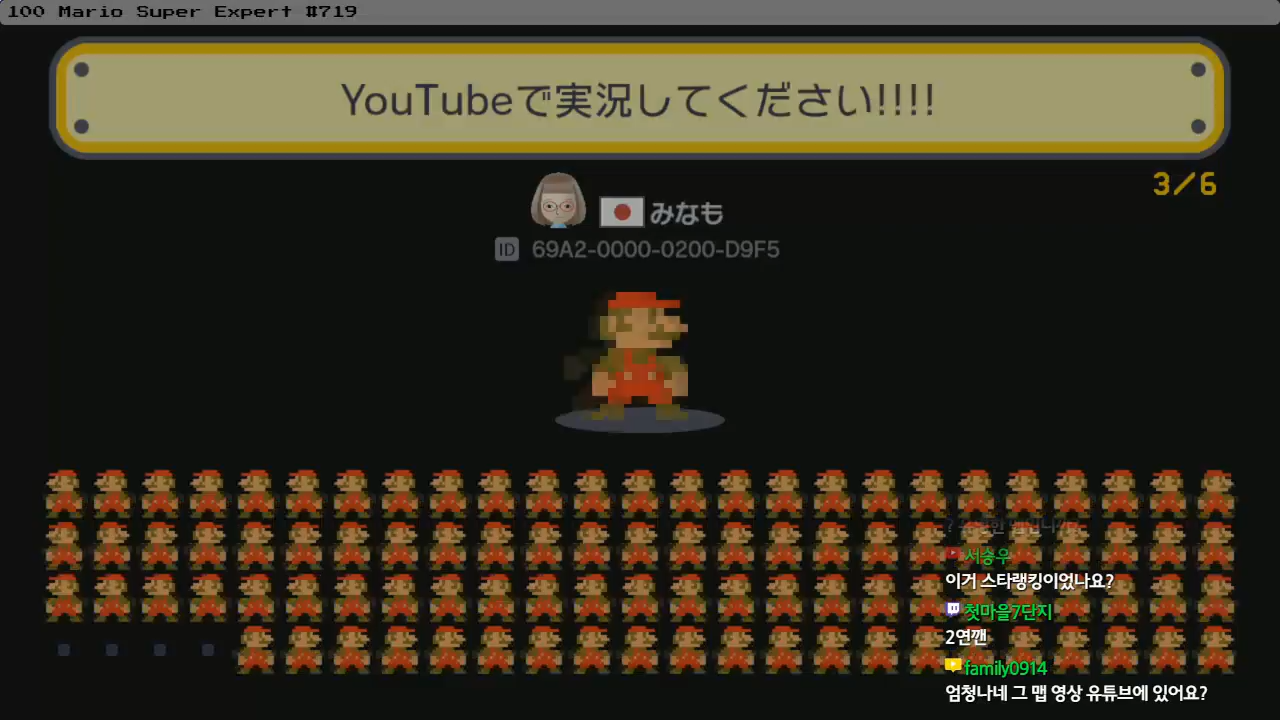 100 Mario Super Expert #719
YouTubeで実況してください!!!!
3/6
みなも
ID 69A2-0000-0200-D9F5
서승우
이거 스타랭킹이었나요?
첫마을7단지
2연깬
family0914
엄청나네 그 맵 영상 유튜브에 있어요?